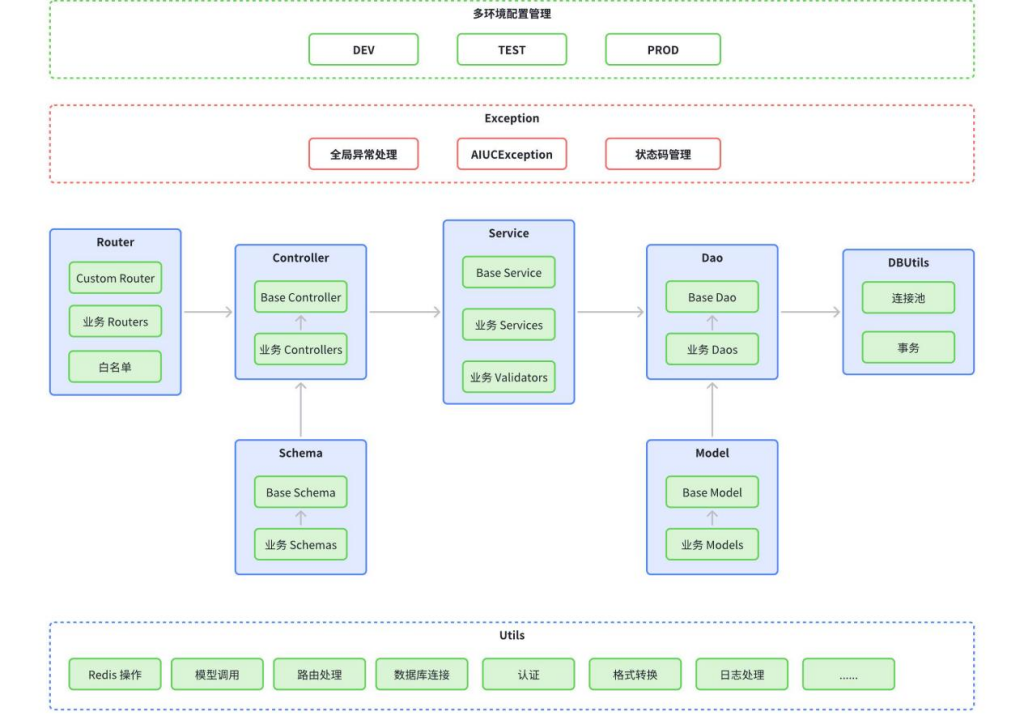 多环境配置管理
DEV
TEST
PROD
Exception
全局异常处理
AIUCException
状态码管理
Router
Custom Router
业务 Routers
白名单
Controller
Base Controller
业务 Controllers
Service
Base Service
业务 Services
业务 Validators
Dao
Base Dao
业务 Daos
DBUtils
连接池
事务
Schema
Base Schema
业务 Schemas
Model
Base Model
业务 Models
Utils
Redis 操作
模型调用
路由处理
数据库连接
认证
格式转换
日志处理
......